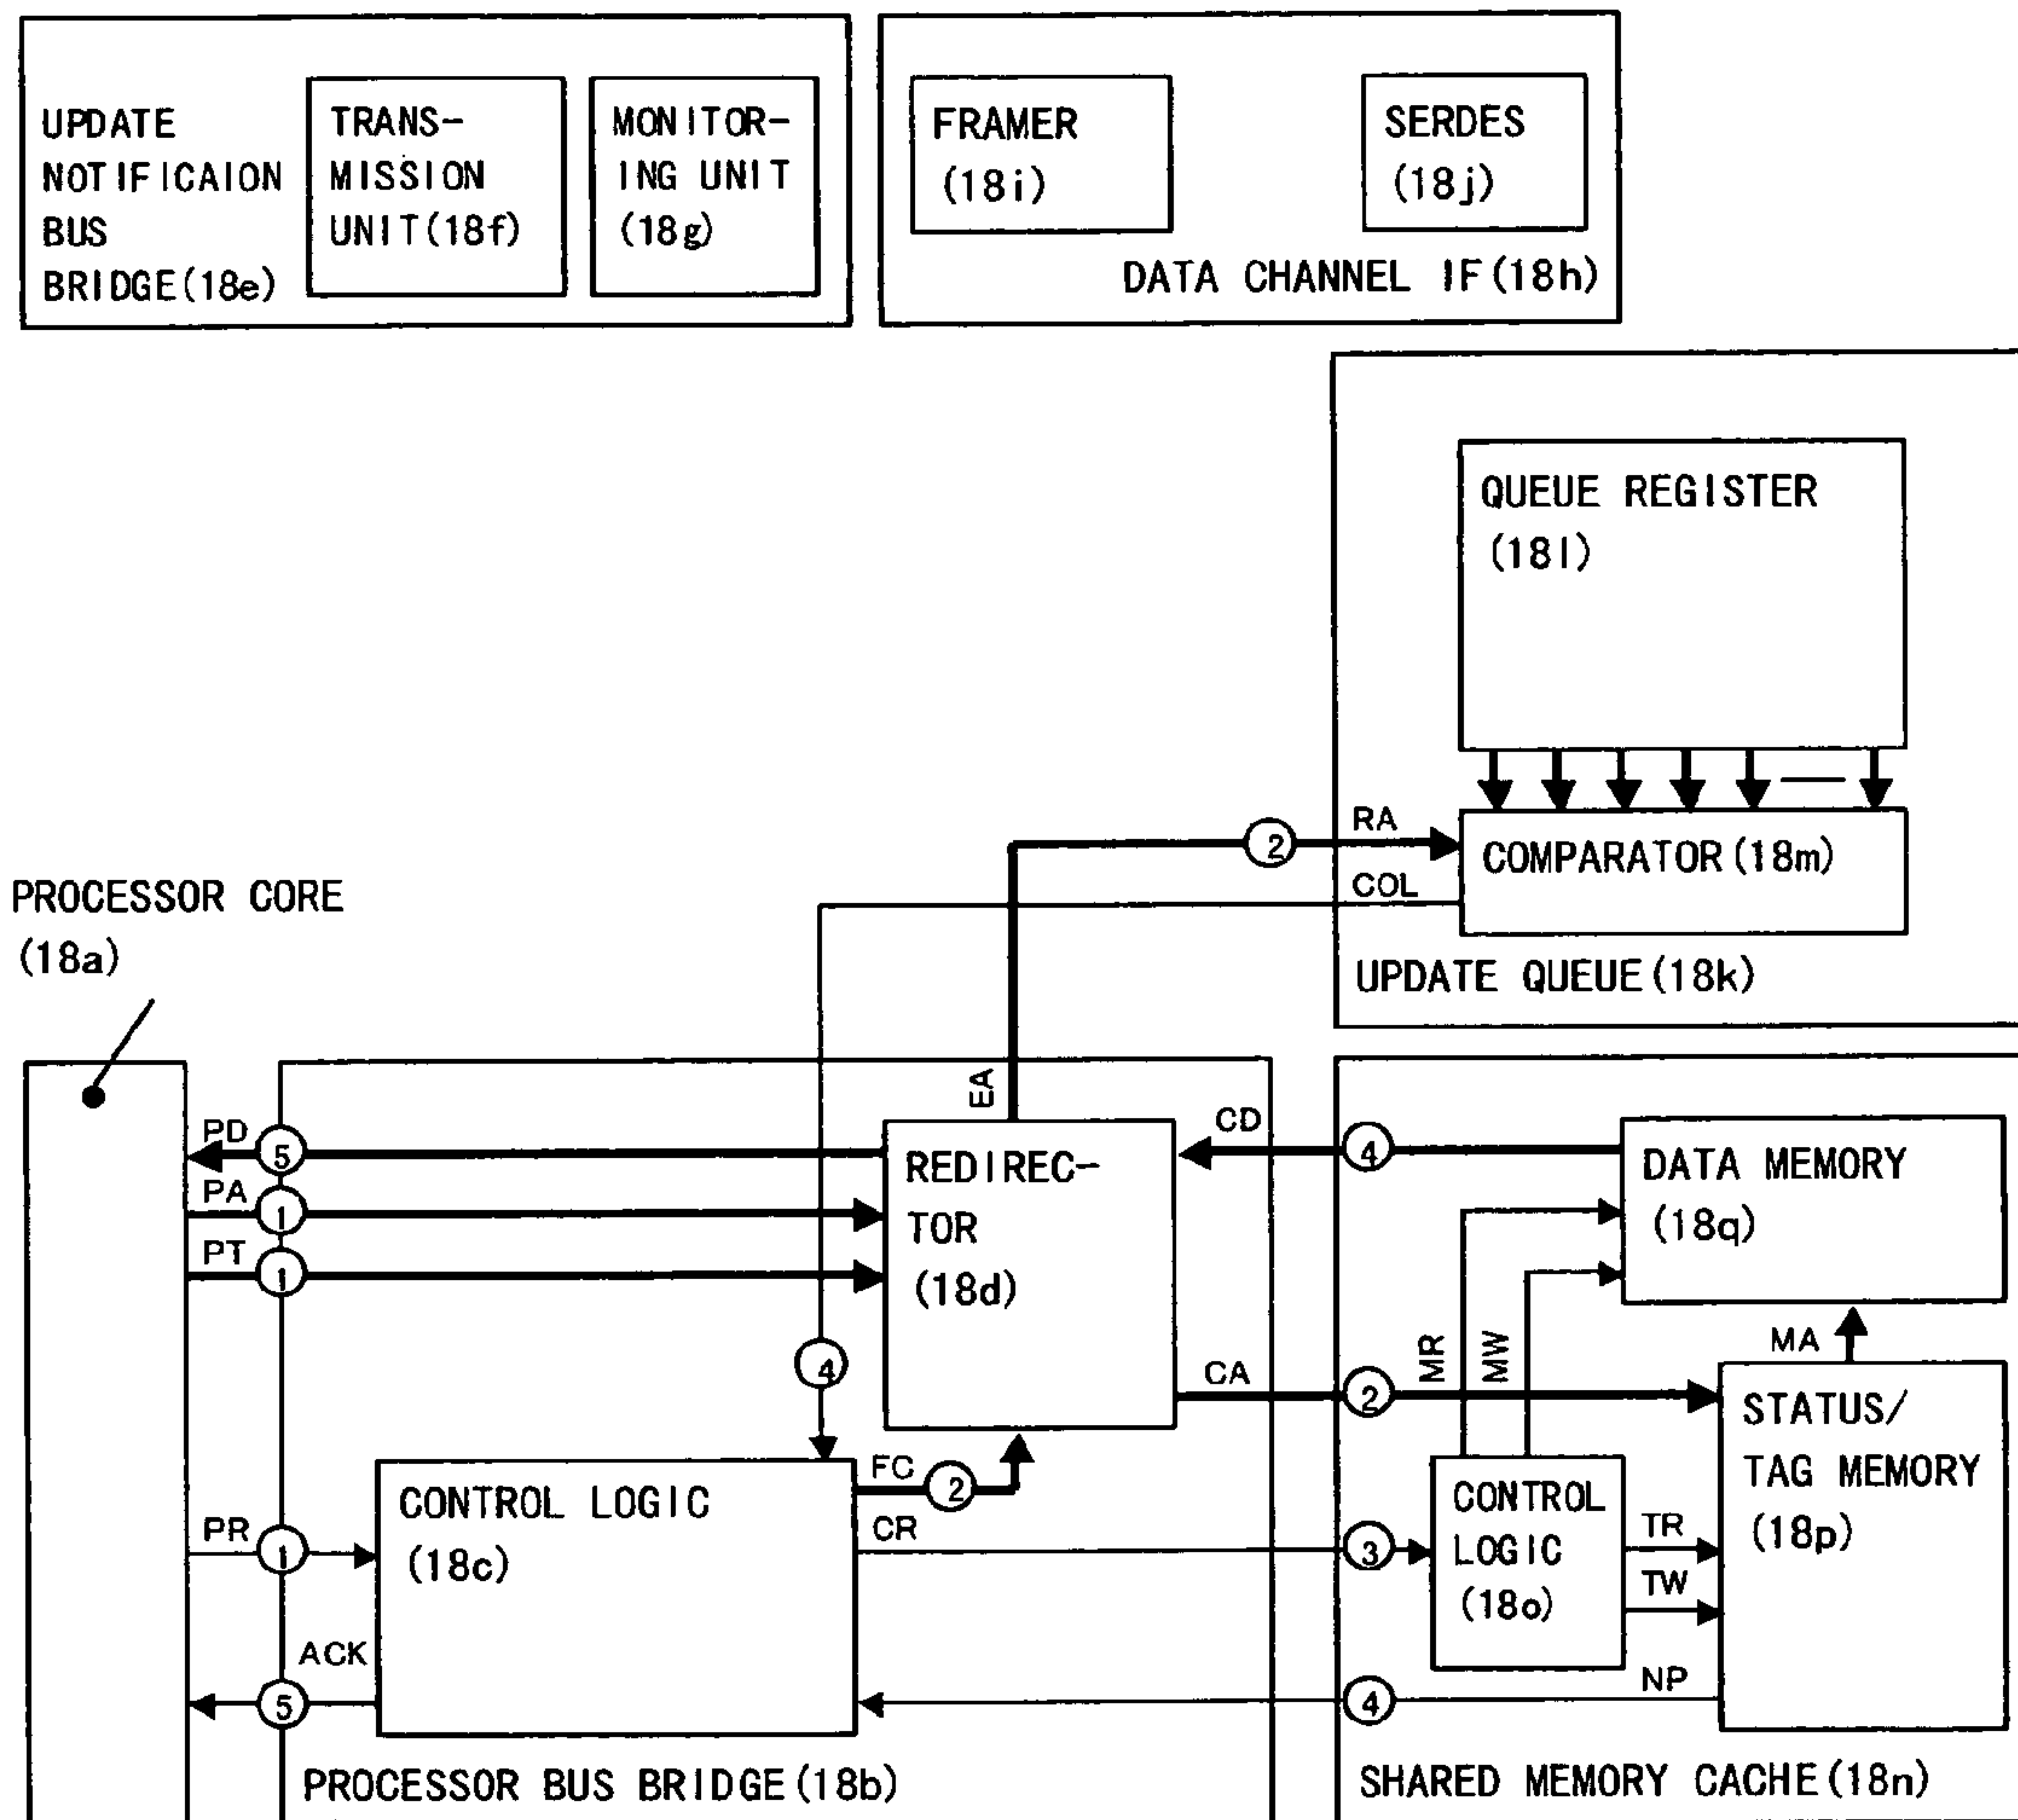 UPDATE
NOTIFICAION
BUS
BRIDGE(18e)
TRANS-
MISSION
UNIT(18f)
MONITOR-
ING UNIT
(18g)
FRAMER
(18i)
SERDES
(18j)
DATA CHANNEL IF(18h)
QUEUE REGISTER
(18l)
RA
2
COMPARATOR(18m)
COL
UPDATE QUEUE(18k)
PROCESSOR CORE
(18a)
EA
PD
5
PA
1
PT
1
REDIREC-
TOR
(18d)
CD
4
DATA MEMORY
(18q)
MR
MW
MA
4
CA
2
STATUS/
TAG MEMORY
(18p)
FC
2
CONTROL LOGIC
(18c)
PR
1
CR
3
CONTROL
LOGIC
(18o)
TR
TW
ACK
5
NP
4
PROCESSOR BUS BRIDGE(18b)
SHARED MEMORY CACHE(18n)